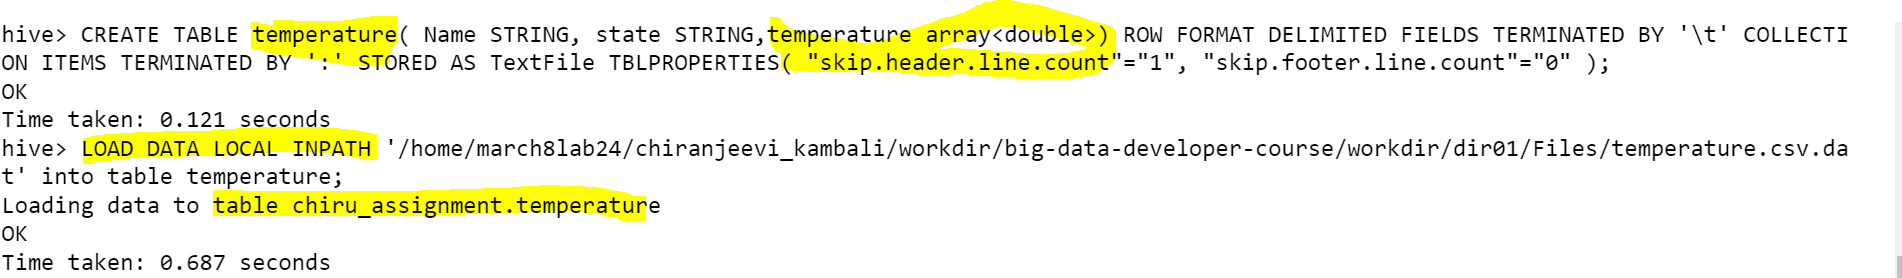 hive> CREATE TABLE temperature( Name STRING, state STRING,temperature array<double>) ROW FORMAT DELIMITED FIELDS TERMINATED BY '\t' COLLECTI
ON ITEMS TERMINATED BY ':' STORED AS TextFile TBLPROPERTIES( "skip.header.line.count"="1", "skip.footer.line.count"="0" );
OK
Time taken: 0.121 seconds
hive> LOAD DATA LOCAL INPATH '/home/march8lab24/chiranjeevi_kambali/workdir/big-data-developer-course/workdir/dir01/Files/temperature.csv.da
t' into table temperature;
Loading data to table chiru_assignment.temperature
OK
Time taken: 0.687 seconds